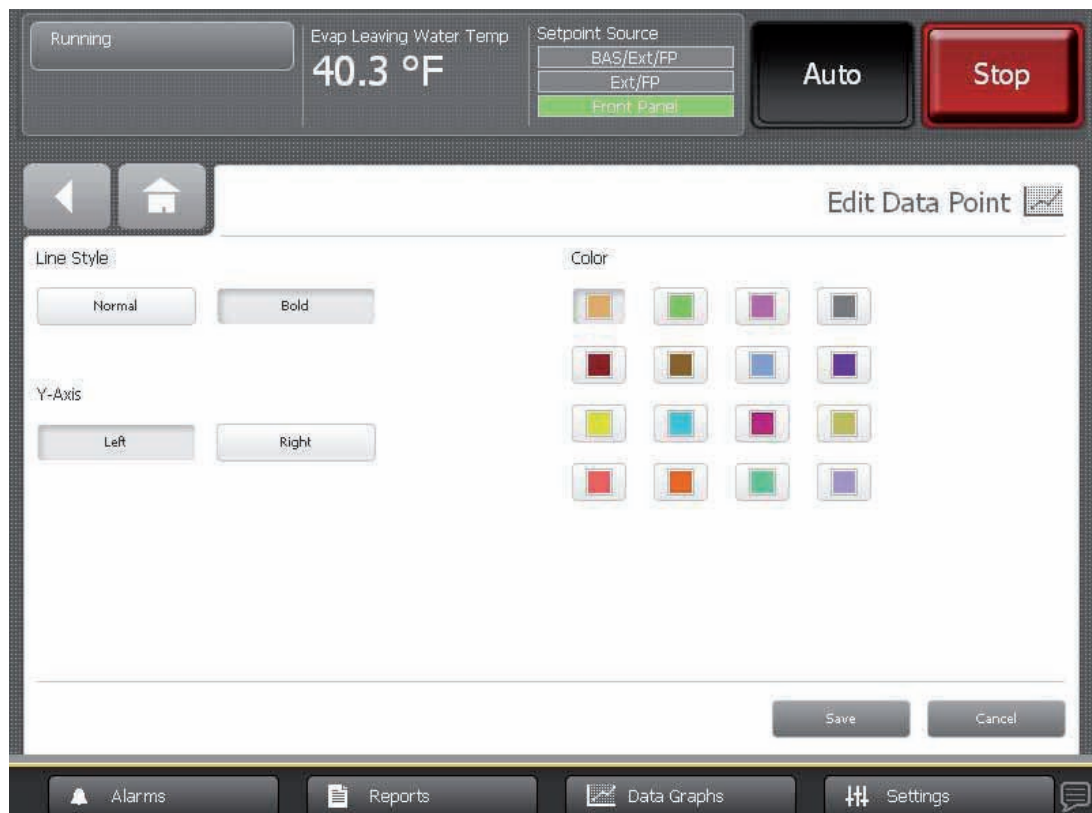 Running
Evap Leaving Water Temp
40.3 °F
Setpoint Source
BAS/Ext/FP
Ext/FP
Front Panel
Auto
Stop
Edit Data Point
Line Style
Normal
Bold
Color
Y-Axis
Left
Right
Save
Cancel
Alarms
Reports
Data Graphs
Settings